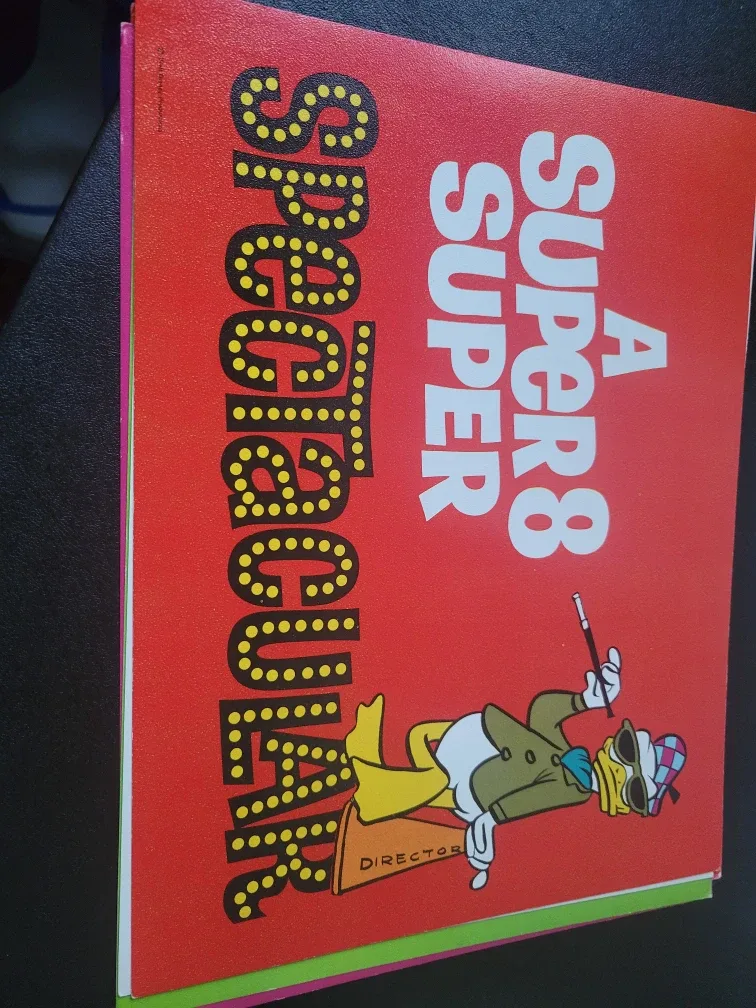 A
SUPeR 8
SUPER
SPecTaCULAR
DIRECTOR